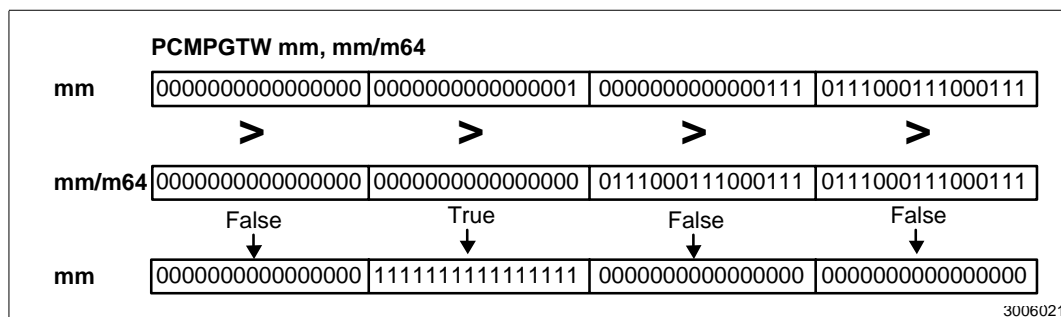 PCMPGTW mm, mm/m64
mm 0000000000000000 0000000000000001 0000000000000111 0111000111000111
> > > >
mm/m64 0000000000000000 0000000000000000 0111000111000111 0111000111000111
False True False False
mm 0000000000000000 1111111111111111 0000000000000000 0000000000000000
3006021